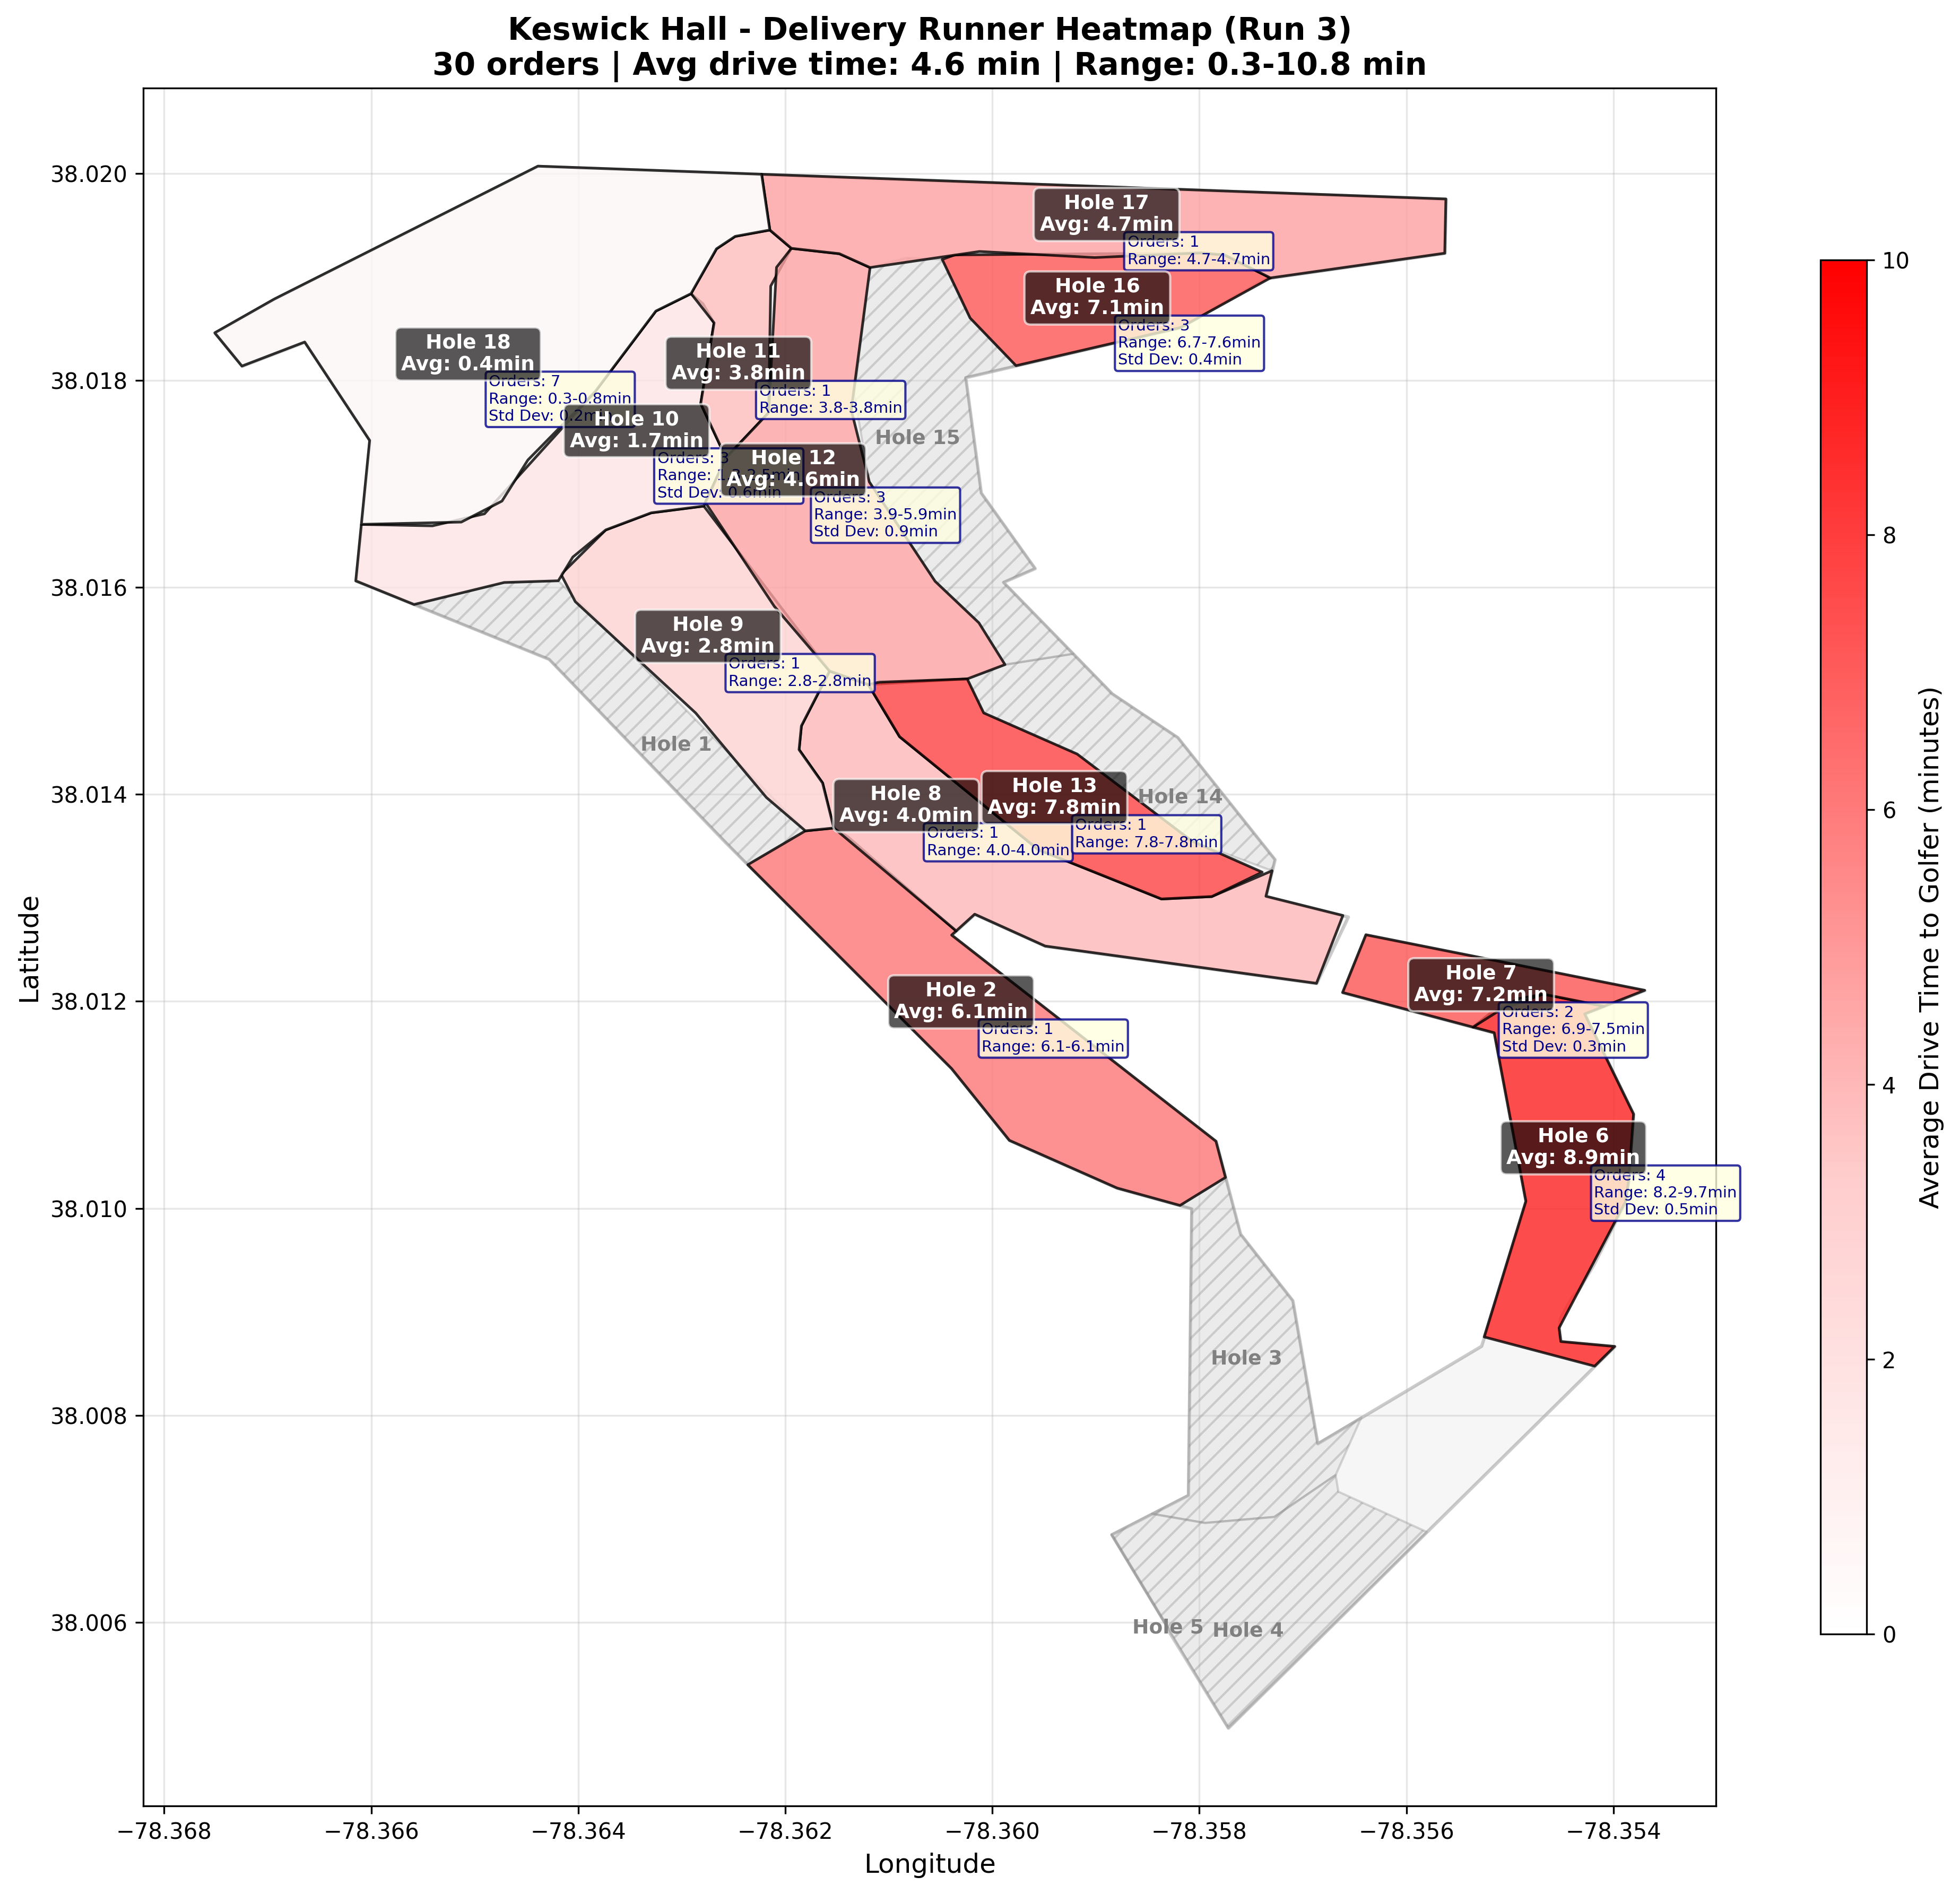 Keswick Hall - Delivery Runner Heatmap (Run 3)
30 orders | Avg drive time: 4.6 min | Range: 0.3-10.8 min
Latitude
38.020
38.018
38.016
38.014
38.012
38.010
38.008
38.006
Hole 17
Avg: 4.7min
Orders: 1
Range: 4.7-4.7min
Hole 16
Avg: 7.1min
Orders: 3
Range: 6.7-7.6min
Std Dev: 0.4min
Hole 18
Avg: 0.4min
Orders: 7
Range: 0.3-0.8min
Std Dev: 0.2min
Hole 11
Avg: 3.8min
Orders: 1
Range: 3.8-3.8min
Hole 10
Avg: 1.7min
Orders: 3
Range:
Std Dev: 0.6min
Hole 15
Hole 12
Avg: 4.6min
Orders: 3
Range: 3.9-5.9min
Std Dev: 0.9min
Hole 9
Avg: 2.8min
Orders: 1
Range: 2.8-2.8min
Hole 1
Hole 8
Avg: 4.0min
Orders: 1
Range: 4.0-4.0min
Hole 13
Avg: 7.8min
Orders: 1
Range: 7.8-7.8min
Hole 14
Hole 2
Avg: 6.1min
Orders: 1
Range: 6.1-6.1min
Hole 7
Avg: 7.2min
Orders: 2
Range: 6.9-7.5min
Std Dev: 0.3min
Hole 6
Avg: 8.9min
Orders: 4
Range: 8.2-9.7min
Std Dev: 0.5min
Hole 3
Hole 5
Hole 4
−78.368
−78.366
−78.364
−78.362
−78.360
−78.358
−78.356
−78.354
Longitude
10
8
6
4
2
0
Average Drive Time to Golfer (minutes)